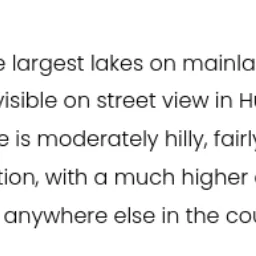 largest lakes on mainla
visible on street view in Hu
is moderately hilly, fairly
tion, with a much higher
anywhere else in the cou